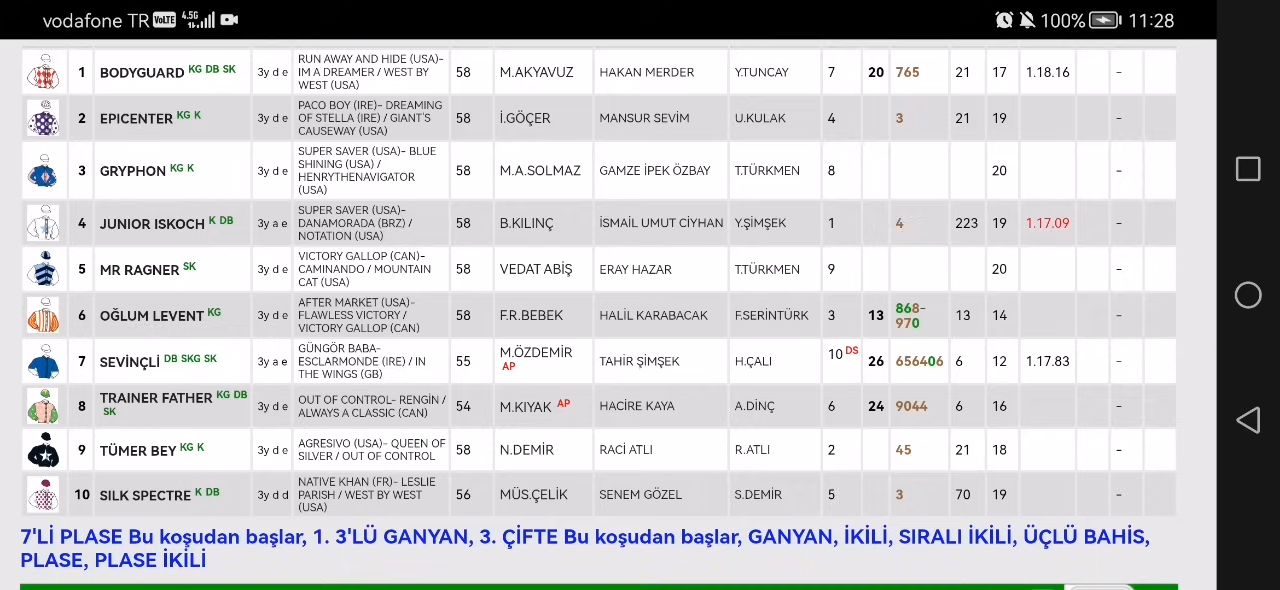 vodafone TR VoLTE 4.5G 100% 11:28
1 BODYGUARD KG DB SK 3y d e RUN AWAY AND HIDE (USA)- IM A DREAMER / WEST BY WEST (USA) 58 M.AKYAVUZ HAKAN MERDER Y.TUNCAY 7 20 765 21 17 1.18.16 -
2 EPICENTER KG K 3y d e PACO BOY (IRE)- DREAMING OF STELLA (IRE) / GIANT'S CAUSEWAY (USA) 58 İ.GÖÇER MANSUR SEVİM U.KULAK 4 3 21 19 -
3 GRYPHON KG K 3y d e SUPER SAVER (USA)- BLUE SHINING (USA) / HENRYTHENAVIGATOR (USA) 58 M.A.SOLMAZ GAMZE İPEK ÖZBAY T.TÜRKMEN 8 20 -
4 JUNIOR ISKOCH K DB 3y a e SUPER SAVER (USA)- DANAMORADA (BRZ) / NOTATION (USA) 58 B.KILINÇ İSMAİL UMUT CİYHAN Y.ŞİMŞEK 1 4 223 19 1.17.09 -
5 MR RAGNER SK 3y d e VICTORY GALLOP (CAN)- CAMINANDO / MOUNTAIN CAT (USA) 58 VEDAT ABİŞ ERAY HAZAR T.TÜRKMEN 9 20 -
6 OĞLUM LEVENT KG 3y d e AFTER MARKET (USA)- FLAWLESS VICTORY / VICTORY GALLOP (CAN) 58 F.R.BEBEK HALİL KARABACAK F.SERİNTÜRK 3 13 868-970 13 14 -
7 SEVİNÇLİ DB SKG SK 3y a e GÜNGÖR BABA- ESCLARMONDE (IRE) / IN THE WINGS (GB) 55 M.ÖZDEMİR AP TAHİR ŞİMŞEK H.ÇALI 10 DS 26 656406 6 12 1.17.83 -
8 TRAINER FATHER KG DB SK 3y d e OUT OF CONTROL- RENGİN / ALWAYS A CLASSIC (CAN) 54 M.KIYAK AP HACİRE KAYA A.DİNÇ 6 24 9044 6 16 -
9 TÜMER BEY KG K 3y d e AGRESIVO (USA)- QUEEN OF SILVER / OUT OF CONTROL 58 N.DEMİR RACİ ATLI R.ATLI 2 45 21 18 -
10 SILK SPECTRE K DB 3y d d NATIVE KHAN (FR)- LESLIE PARISH / WEST BY WEST (USA) 56 MÜS.ÇELİK SENEM GÖZEL S.DEMİR 5 3 70 19 -
7'Lİ PLASE Bu koşudan başlar, 1. 3'LÜ GANYAN, 3. ÇİFTE Bu koşudan başlar, GANYAN, İKİLİ, SIRALI İKİLİ, ÜÇLÜ BAHİS,
PLASE, PLASE İKİLİ